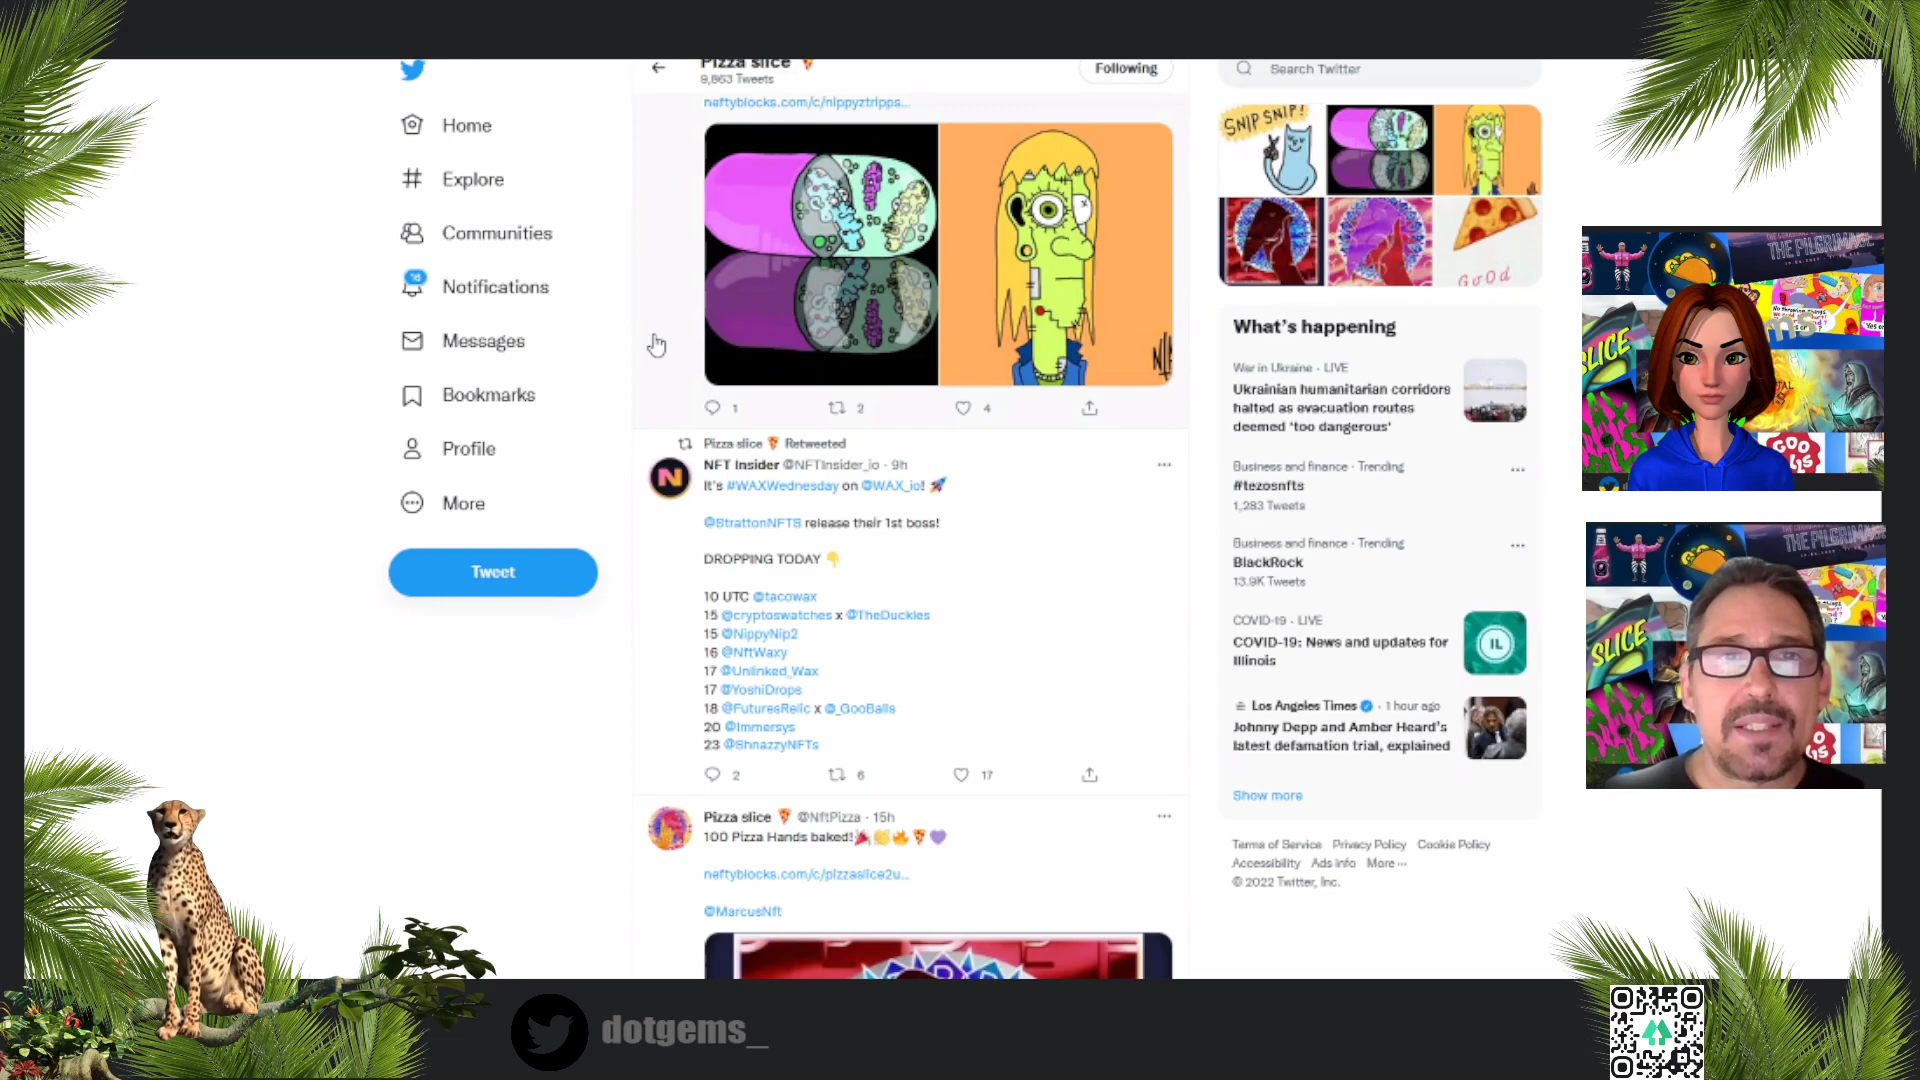 Pizza slice
9,863 Tweets
Following
Search Twitter
Home
Explore
Communities
16
Notifications
Messages
Bookmarks
Profile
More
Tweet
neftyblocks.com/c/nippyztripps...
1
2
4
Pizza slice 🍕 Retweeted
NFT Insider @NFTInsider_io · 9h
It's #WAXWednesday on @WAX_io! 🚀
@StrattonNFTS release their 1st boss!
DROPPING TODAY 👇
10 UTC @tacowax
15 @cryptoswatches x @TheDuckies
15 @NippyNip2
16 @NftWaxy
17 @Unlinked_Wax
17 @YoshiDrops
18 @FuturesRelic x @_GooBalls
20 @Immersys
23 @ShnazzyNFTs
2
6
17
Pizza slice 🍕 @NftPizza · 15h
100 Pizza Hands baked!🎉👏🔥🍕💜
neftyblocks.com/c/pizzaslice2u...
@MarcusNft
SNIP SNIP!
GOOD
What's happening
War in Ukraine · LIVE
Ukrainian humanitarian corridors
halted as evacuation routes
deemed 'too dangerous'
Business and finance · Trending
#tezosnfts
1,283 Tweets
Business and finance · Trending
BlackRock
13.9K Tweets
COVID-19 · LIVE
COVID-19: News and updates for
Illinois
IL
Los Angeles Times · 1 hour ago
Johnny Depp and Amber Heard's
latest defamation trial, explained
Show more
Terms of Service Privacy Policy Cookie Policy
Accessibility Ads info More ···
© 2022 Twitter, Inc.
THE PILGRIMAGE
SLICE
GOO
THE PILGRIMAGE
SLICE
dotgems_